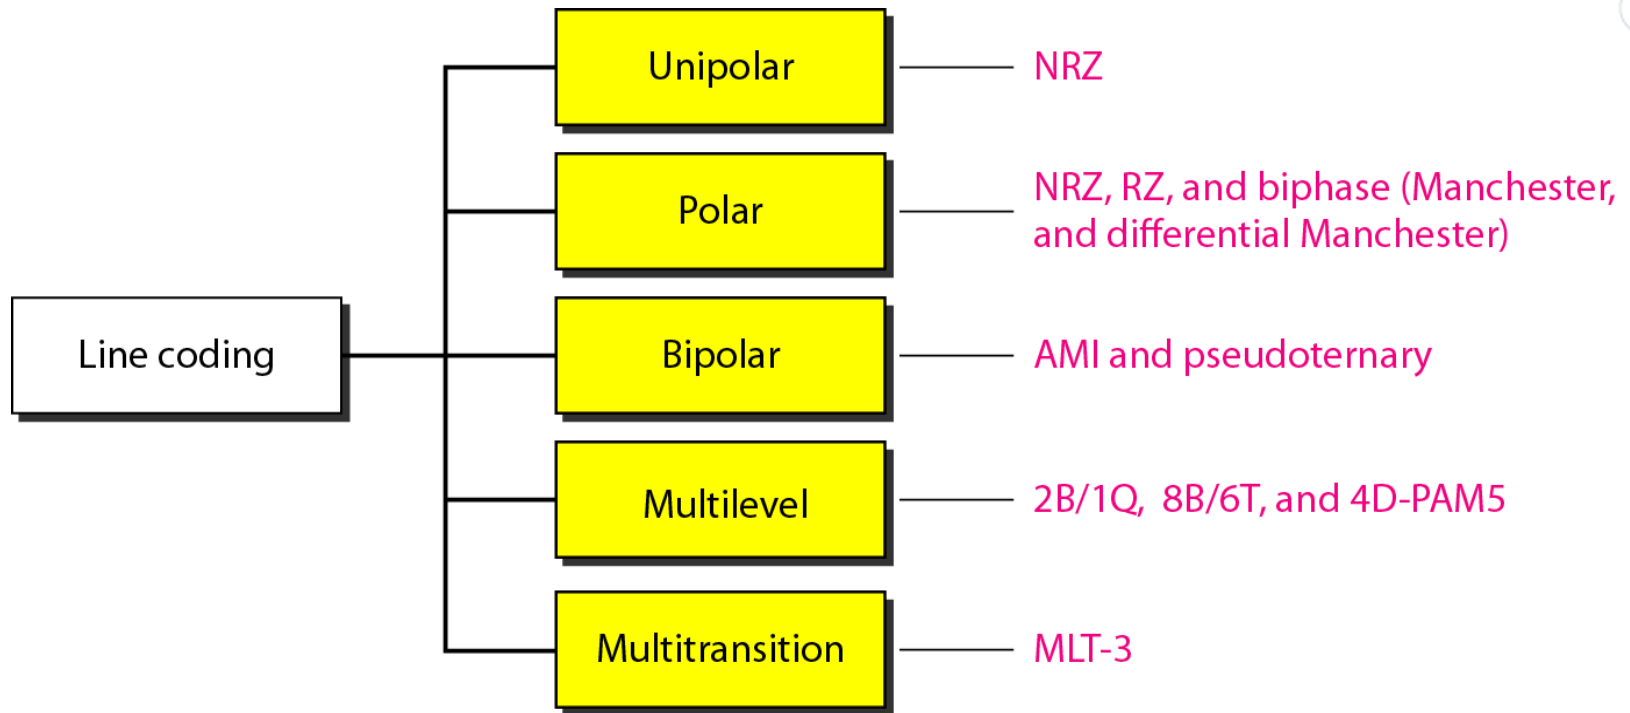 Unipolar
NRZ
Polar
NRZ, RZ, and biphase (Manchester,
and differential Manchester)
Line coding
Bipolar
AMI and pseudoternary
Multilevel
2B/1Q,  8B/6T, and 4D-PAM5
Multitransition
MLT-3